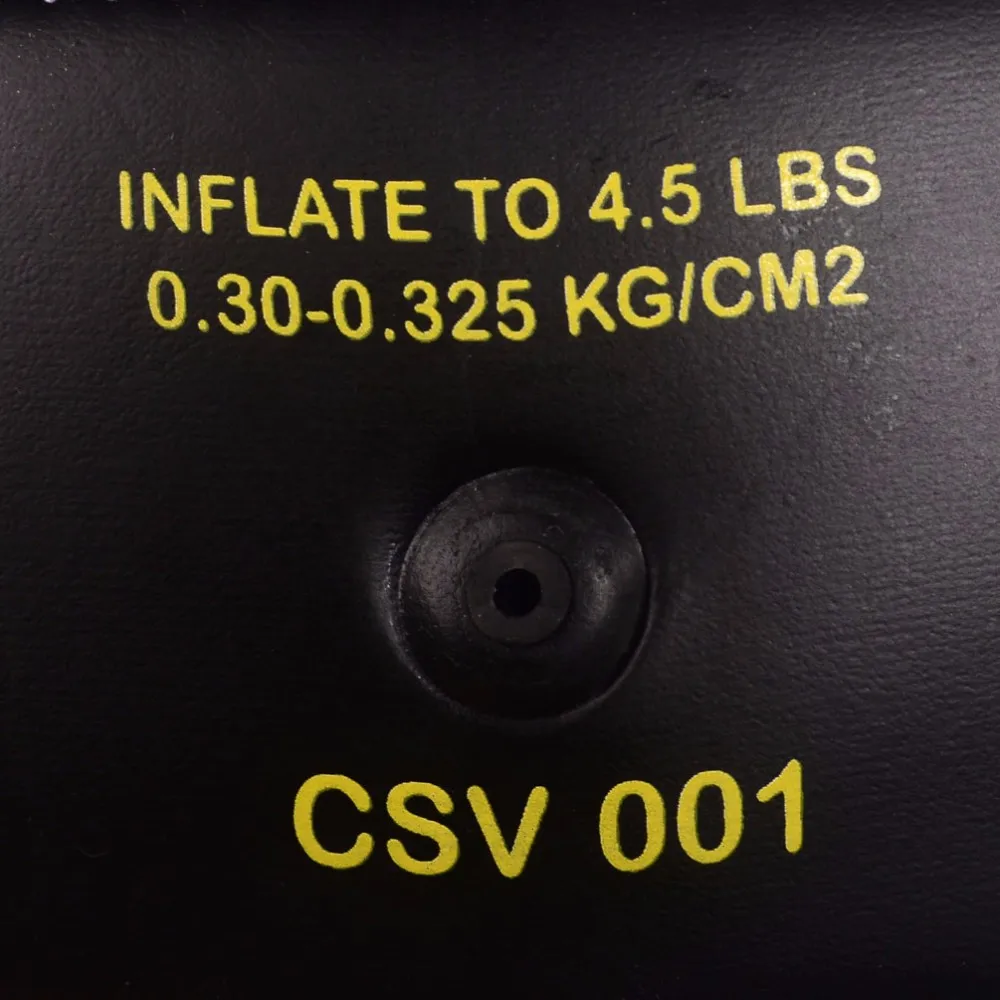 INFLATE TO 4.5 LBS
0.30-0.325 KG/CM2
CSV 001